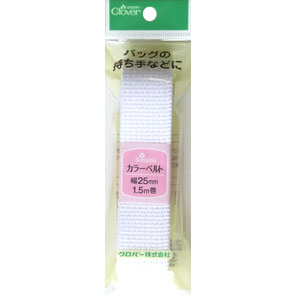 Clover
バッグの
持ち手などに
カラーベルト
幅25mm
1.5m巻
クロバー株式会社